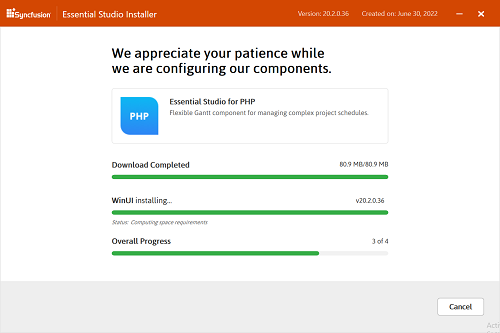 Syncfusion
Essential Studio Installer
Version: 20.2.0.36
Created on: June 30, 2022
We appreciate your patience while
we are configuring our components.
PHP
Essential Studio for PHP
Flexible Gantt component for managing complex project schedules.
Download Completed
80.9 MB/80.9 MB
WinUI installing...
v20.2.0.36
Status: Computing space requirements
Overall Progress
3 of 4
Cancel
Acti